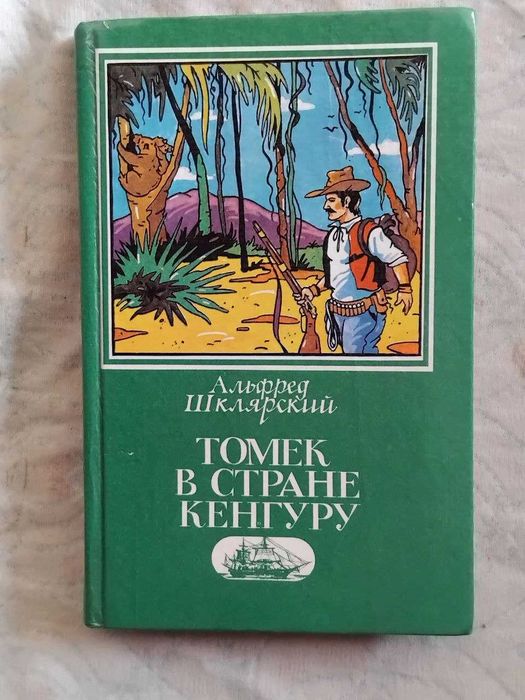 Альфред
Шклярский
ТОМЕК
В СТРАНЕ
КЕНГУРУ